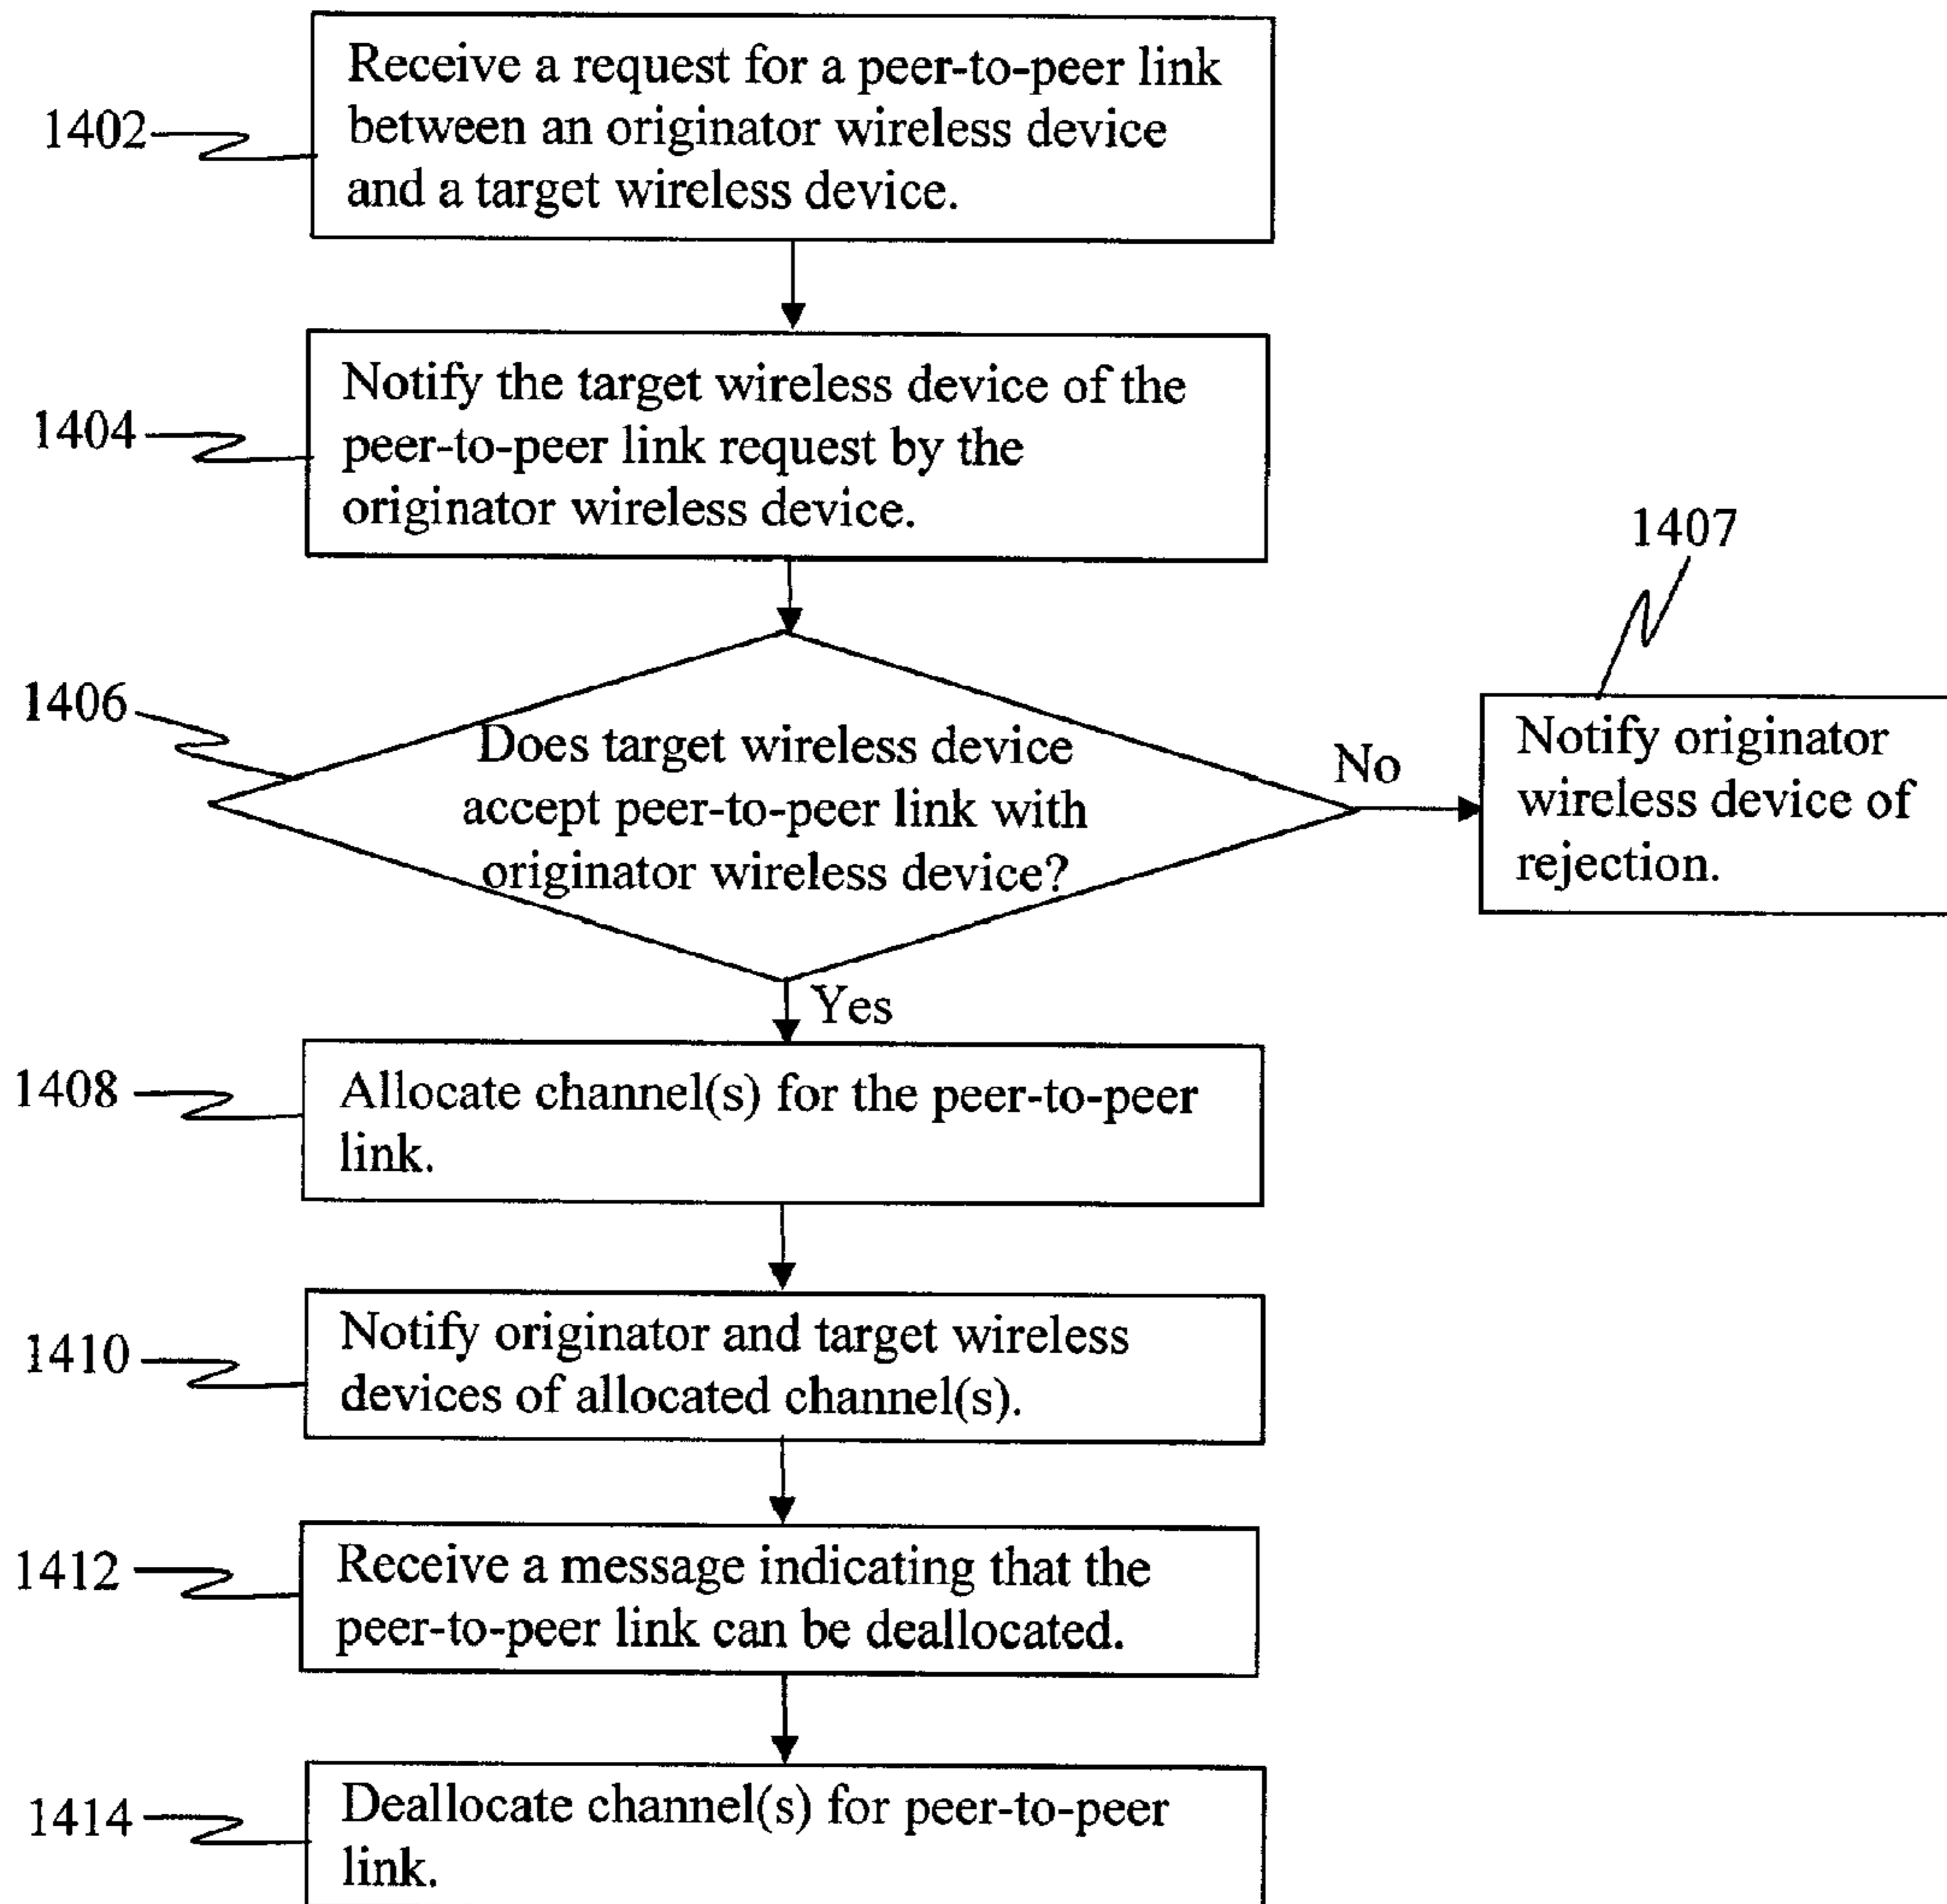 1402
Receive a request for a peer-to-peer link
between an originator wireless device
and a target wireless device.
1404
Notify the target wireless device of the
peer-to-peer link request by the
originator wireless device.
1406
Does target wireless device
accept peer-to-peer link with
originator wireless device?
No
1407
Notify originator
wireless device of
rejection.
Yes
1408
Allocate channel(s) for the peer-to-peer
link.
1410
Notify originator and target wireless
devices of allocated channel(s).
1412
Receive a message indicating that the
peer-to-peer link can be deallocated.
1414
Deallocate channel(s) for peer-to-peer
link.